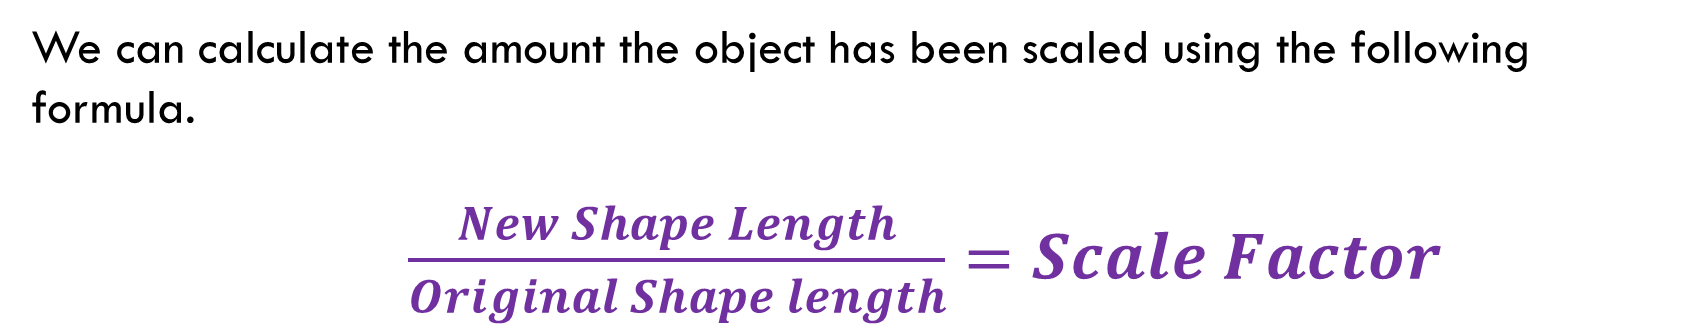 We can calculate the amount the object has been scaled using the following
formula.
New Shape Length
Original Shape length
= Scale Factor